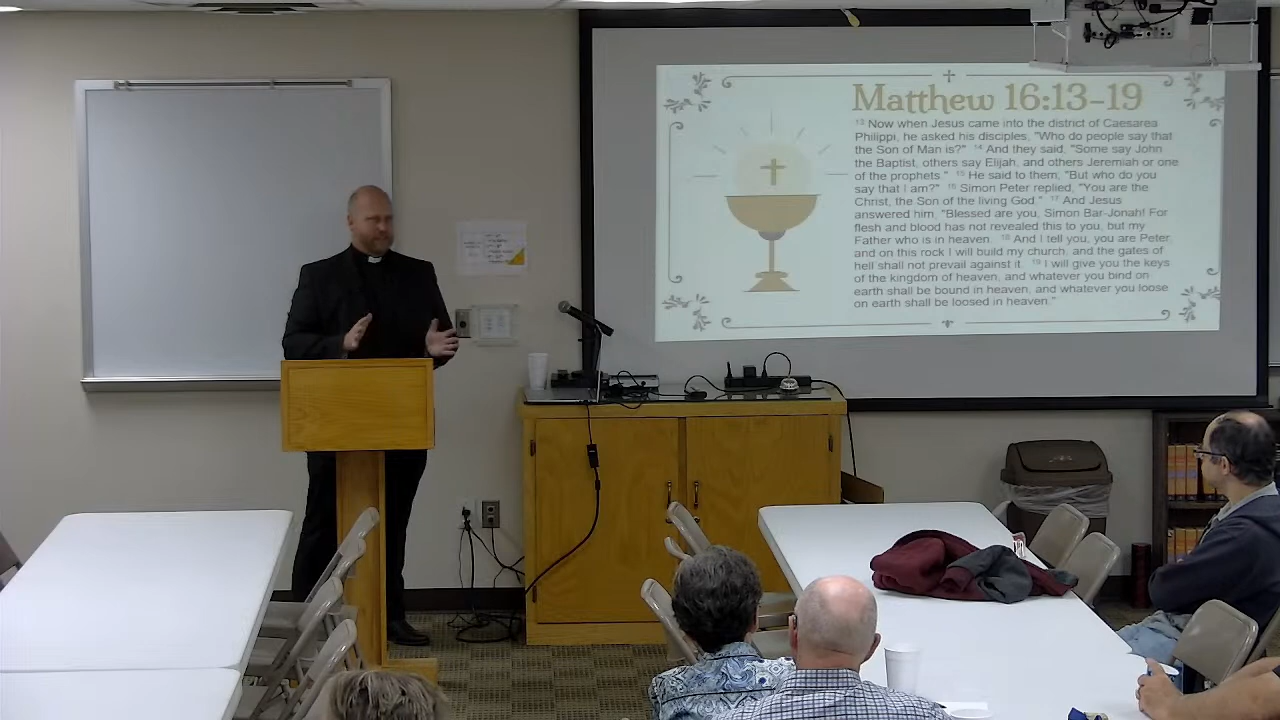 Matthew 16:13-19
13 Now when Jesus came into the district of Caesarea
Philippi, he asked his disciples, "Who do people say that
the Son of Man is?" 14 And they said, "Some say John
the Baptist, others say Elijah, and others Jeremiah or one
of the prophets." 15 He said to them, "But who do you
say that I am?" 16 Simon Peter replied, "You are the
Christ, the Son of the living God." 17 And Jesus
answered him, "Blessed are you, Simon Bar-Jonah! For
flesh and blood has not revealed this to you, but my
Father who is in heaven. 18 And I tell you, you are Peter,
and on this rock I will build my church, and the gates of
hell shall not prevail against it. 19 I will give you the keys
of the kingdom of heaven, and whatever you bind on
earth shall be bound in heaven, and whatever you loose
on earth shall be loosed in heaven."